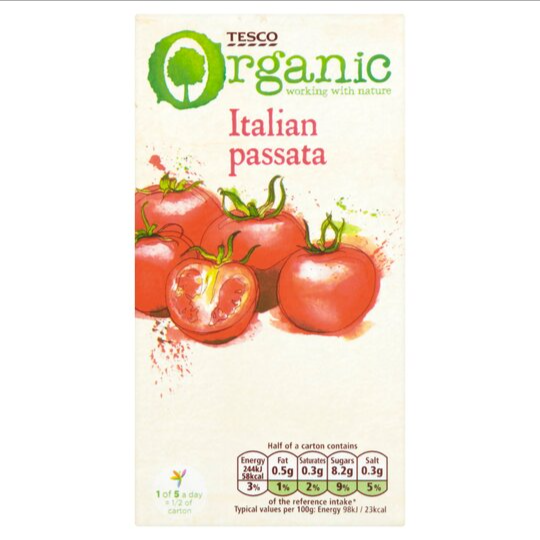 TESCO
Organic
working with nature
Italian
passata
Half of a carton contains
Energy Fat Saturates Sugars Salt
244kJ
58kcal 0.5g 0.3g 8.2g 0.3g
3% 1% 2% 9% 5%
of the reference intake*
Typical values per 100g: Energy 98kJ / 23kcal
1 of 5 a day
= 1/2 of
carton